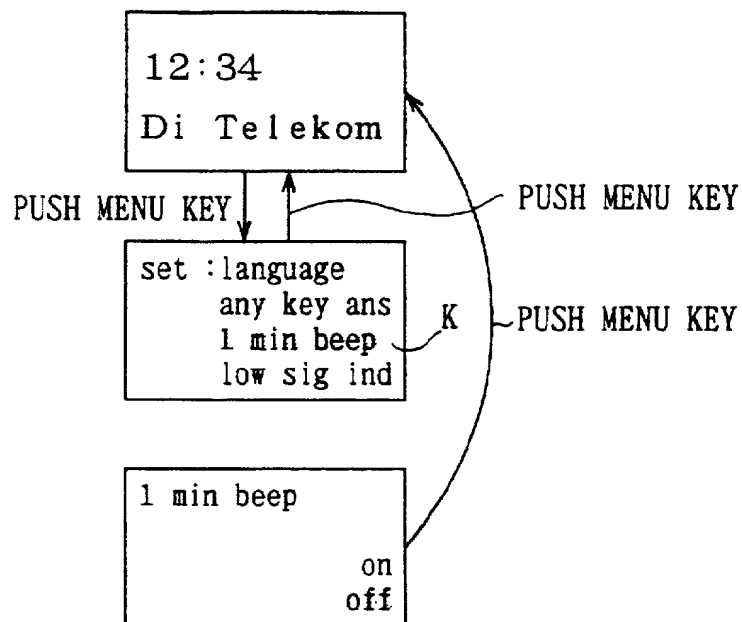 12:34
Di Telekom
PUSH MENU KEY
PUSH MENU KEY
set :language
any key ans
1 min beep
low sig ind
K
PUSH MENU KEY
1 min beep
on
off